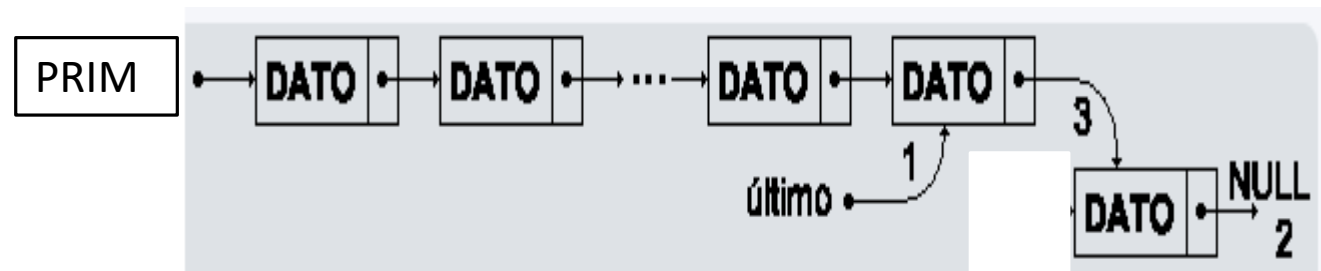 PRIM DATO DATO ... DATO DATO
3
1
último
DATO NULL
2